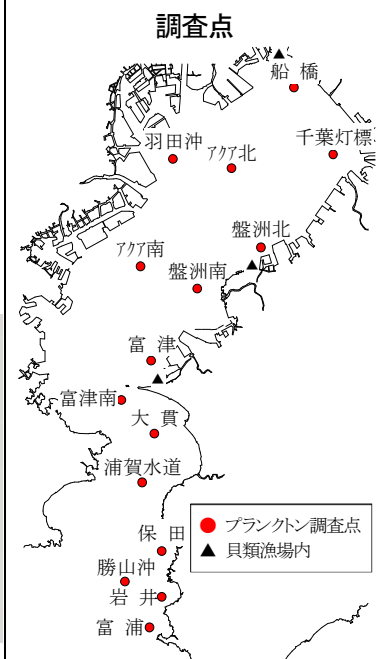 調査点
船橋
千葉灯標
羽田沖
アクア北
盤洲北
アクア南
盤洲南
富津
富津南
大貫
浦賀水道
プランクトン調査点
貝類漁場内
保田
勝山沖
岩井
富浦